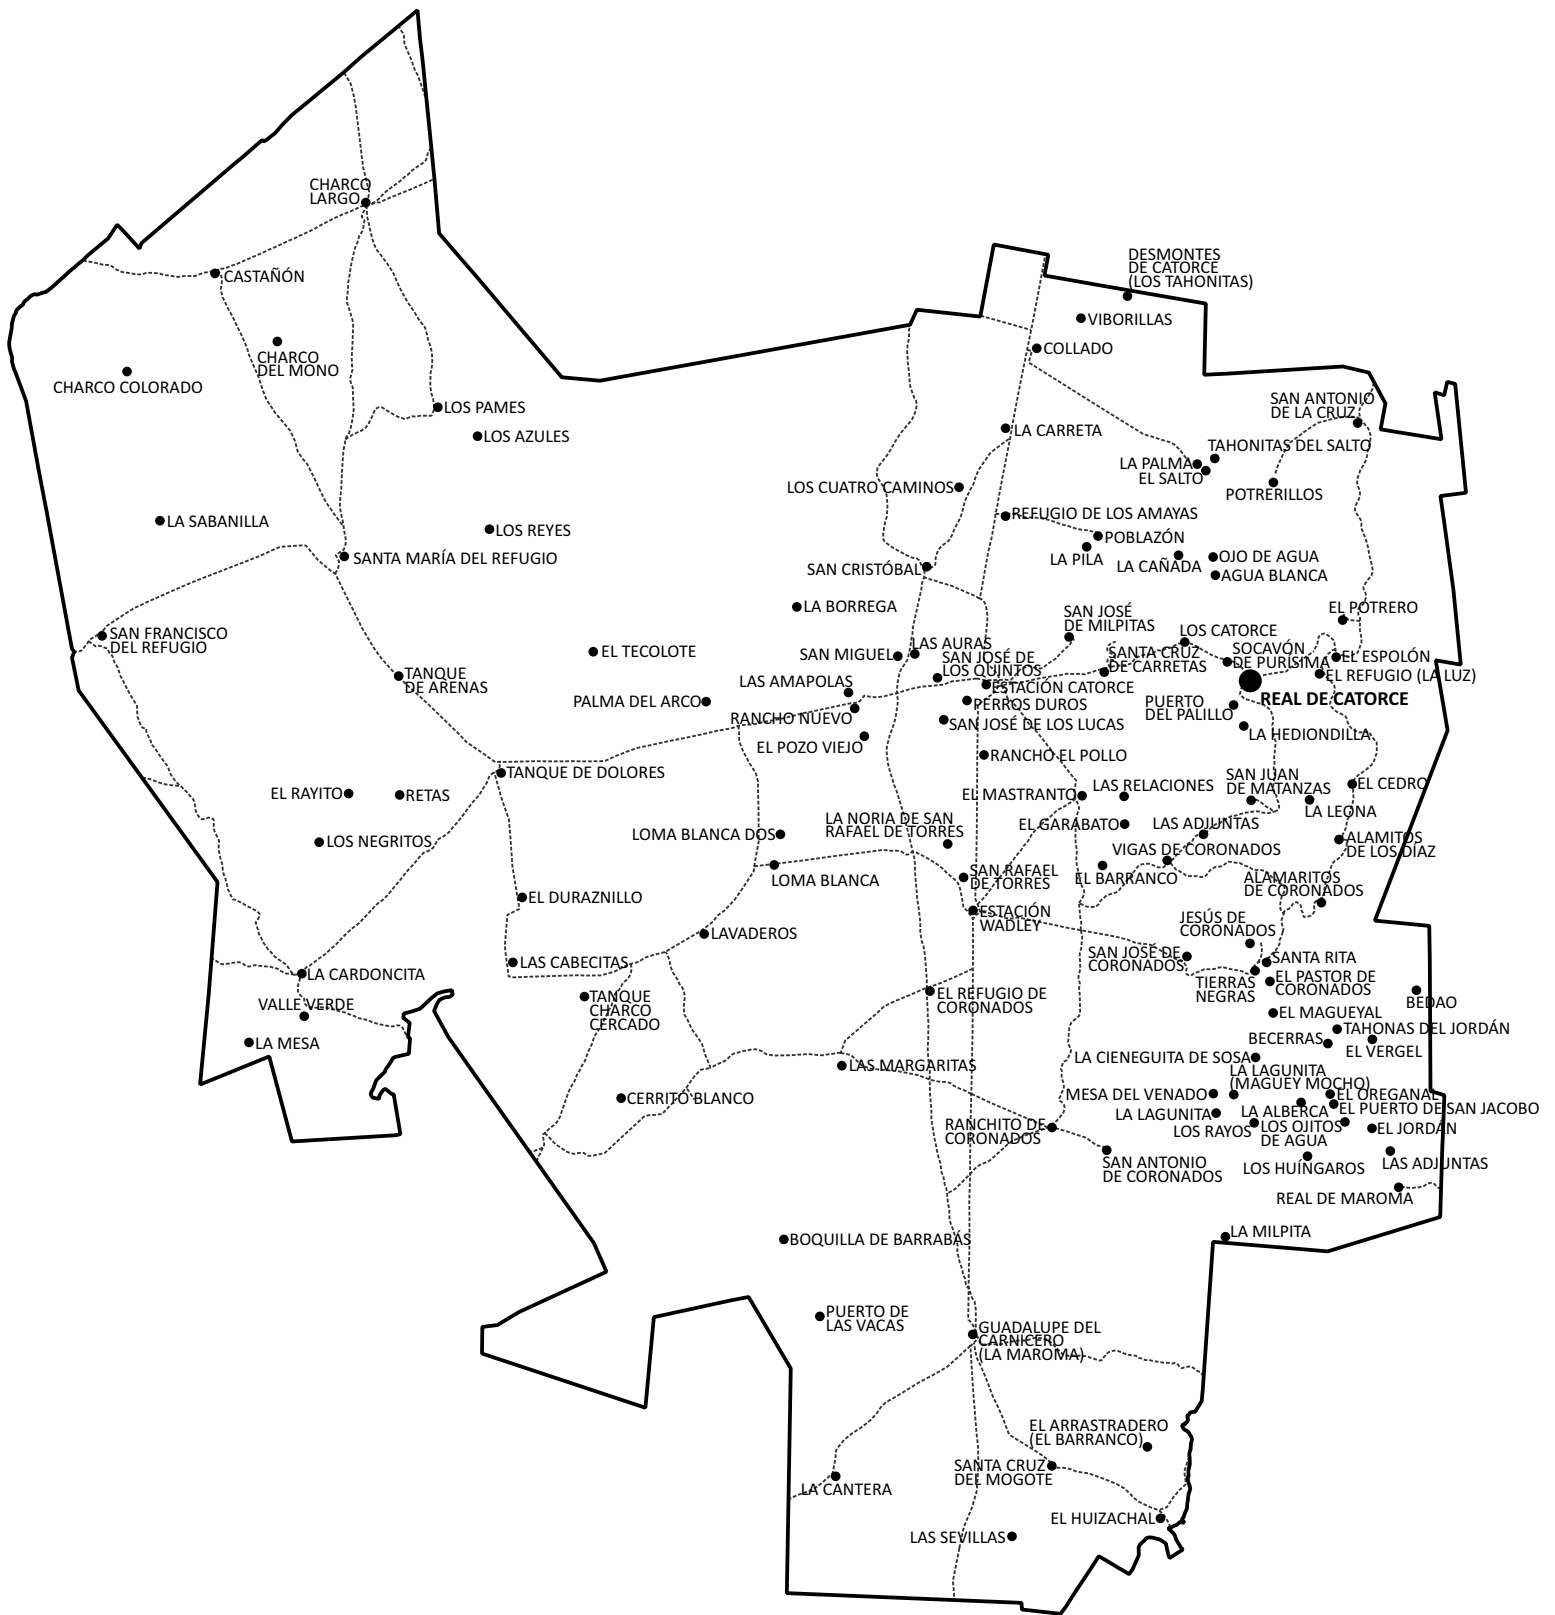 CHARCO
LARGO
CASTAÑÓN
CHARCO
DEL MONO
CHARCO COLORADO
LOS PAMES
LOS AZULES
LA SABANILLA
LOS REYES
SANTA MARÍA DEL REFUGIO
SAN FRANCISCO
DEL REFUGIO
TANQUE
DE ARENAS
EL TECOLOTE
PALMA DEL ARCO
LA BORREGA
TANQUE DE DOLORES
EL RAYITO
RETAS
LOS NEGRITOS
EL DURAZNILLO
LAS CABECITAS
LA CARDONCITA
VALLE VERDE
LA MESA
TANQUE
CHARCO
CERCADO
CERRITO BLANCO
LAVADEROS
LOMA BLANCA DOS
LOMA BLANCA
DESMONTES
DE CATORCE
(LOS TAHONITAS)
VIBORILLAS
COLLADO
LA CARRETA
LOS CUATRO CAMINOS
REFUGIO DE LOS AMAYAS
SAN CRISTÓBAL
SAN ANTONIO
DE LA CRUZ
TAHONITAS DEL SALTO
LA PALMA
EL SALTO
POTRERILLOS
POBLAZÓN
LA PILA
LA CAÑADA
OJO DE AGUA
AGUA BLANCA
EL POTRERO
SAN JOSÉ
DE MILPITAS
LOS CATORCE
SAN MIGUEL
LAS AURAS
SAN JOSÉ DE
LOS QUINTOS
SANTA CRUZ
DE CARRETAS
SOCAVÓN
DE PURÍSIMA
EL ESPOLÓN
EL REFUGIO (LA LUZ)
REAL DE CATORCE
LAS AMAPOLAS
ESTACIÓN CATORCE
PERROS DUROS
RANCHO NUEVO
SAN JOSÉ DE LOS LUCAS
PUERTO
DEL PALILLO
LA HEDIONDILLA
EL POZO VIEJO
RANCHO EL POLLO
EL MASTRANTO
LAS RELACIONES
SAN JUAN
DE MATANZAS
LA LEONA
EL CEDRO
LA NORIA DE SAN
RAFAEL DE TORRES
EL GARABATO
LAS ADJUNTAS
VIGAS DE CORONADOS
ALAMITOS
DE LOS DÍAZ
SAN RAFAEL
DE TORRES
EL BARRANCO
ALAMARITOS
DE CORONADOS
ESTACIÓN
WADLEY
JESÚS DE
CORONADOS
SAN JOSÉ DE
CORONADOS
SANTA RITA
TIERRAS
NEGRAS
EL PASTOR DE
CORONADOS
BEDAO
EL REFUGIO DE
CORONADOS
EL MAGUEYAL
TAHONAS DEL JORDÁN
BECERRAS
EL VERGEL
LAS MARGARITAS
LA CIENEGUITA DE SOSA
LA LAGUNITA
(MAGUEY MOCHO)
MESA DEL VENADO
EL OREGANAL
LA LAGUNITA
LA ALBERCA
EL PUERTO DE SAN JACOBO
LOS RAYOS
LOS OJITOS
DE AGUA
EL JORDÁN
RANCHITO DE
CORONADOS
SAN ANTONIO
DE CORONADOS
LOS HUÍNGAROS
LAS ADJUNTAS
REAL DE MAROMA
LA MILPITA
BOQUILLA DE BARRABÁS
PUERTO DE
LAS VACAS
GUADALUPE DEL
CARNICERO
(LA MAROMA)
EL ARRASTRADERO
(EL BARRANCO)
SANTA CRUZ
DEL MOGOTE
LA CANTERA
EL HUIZACHAL
LAS SEVILLAS